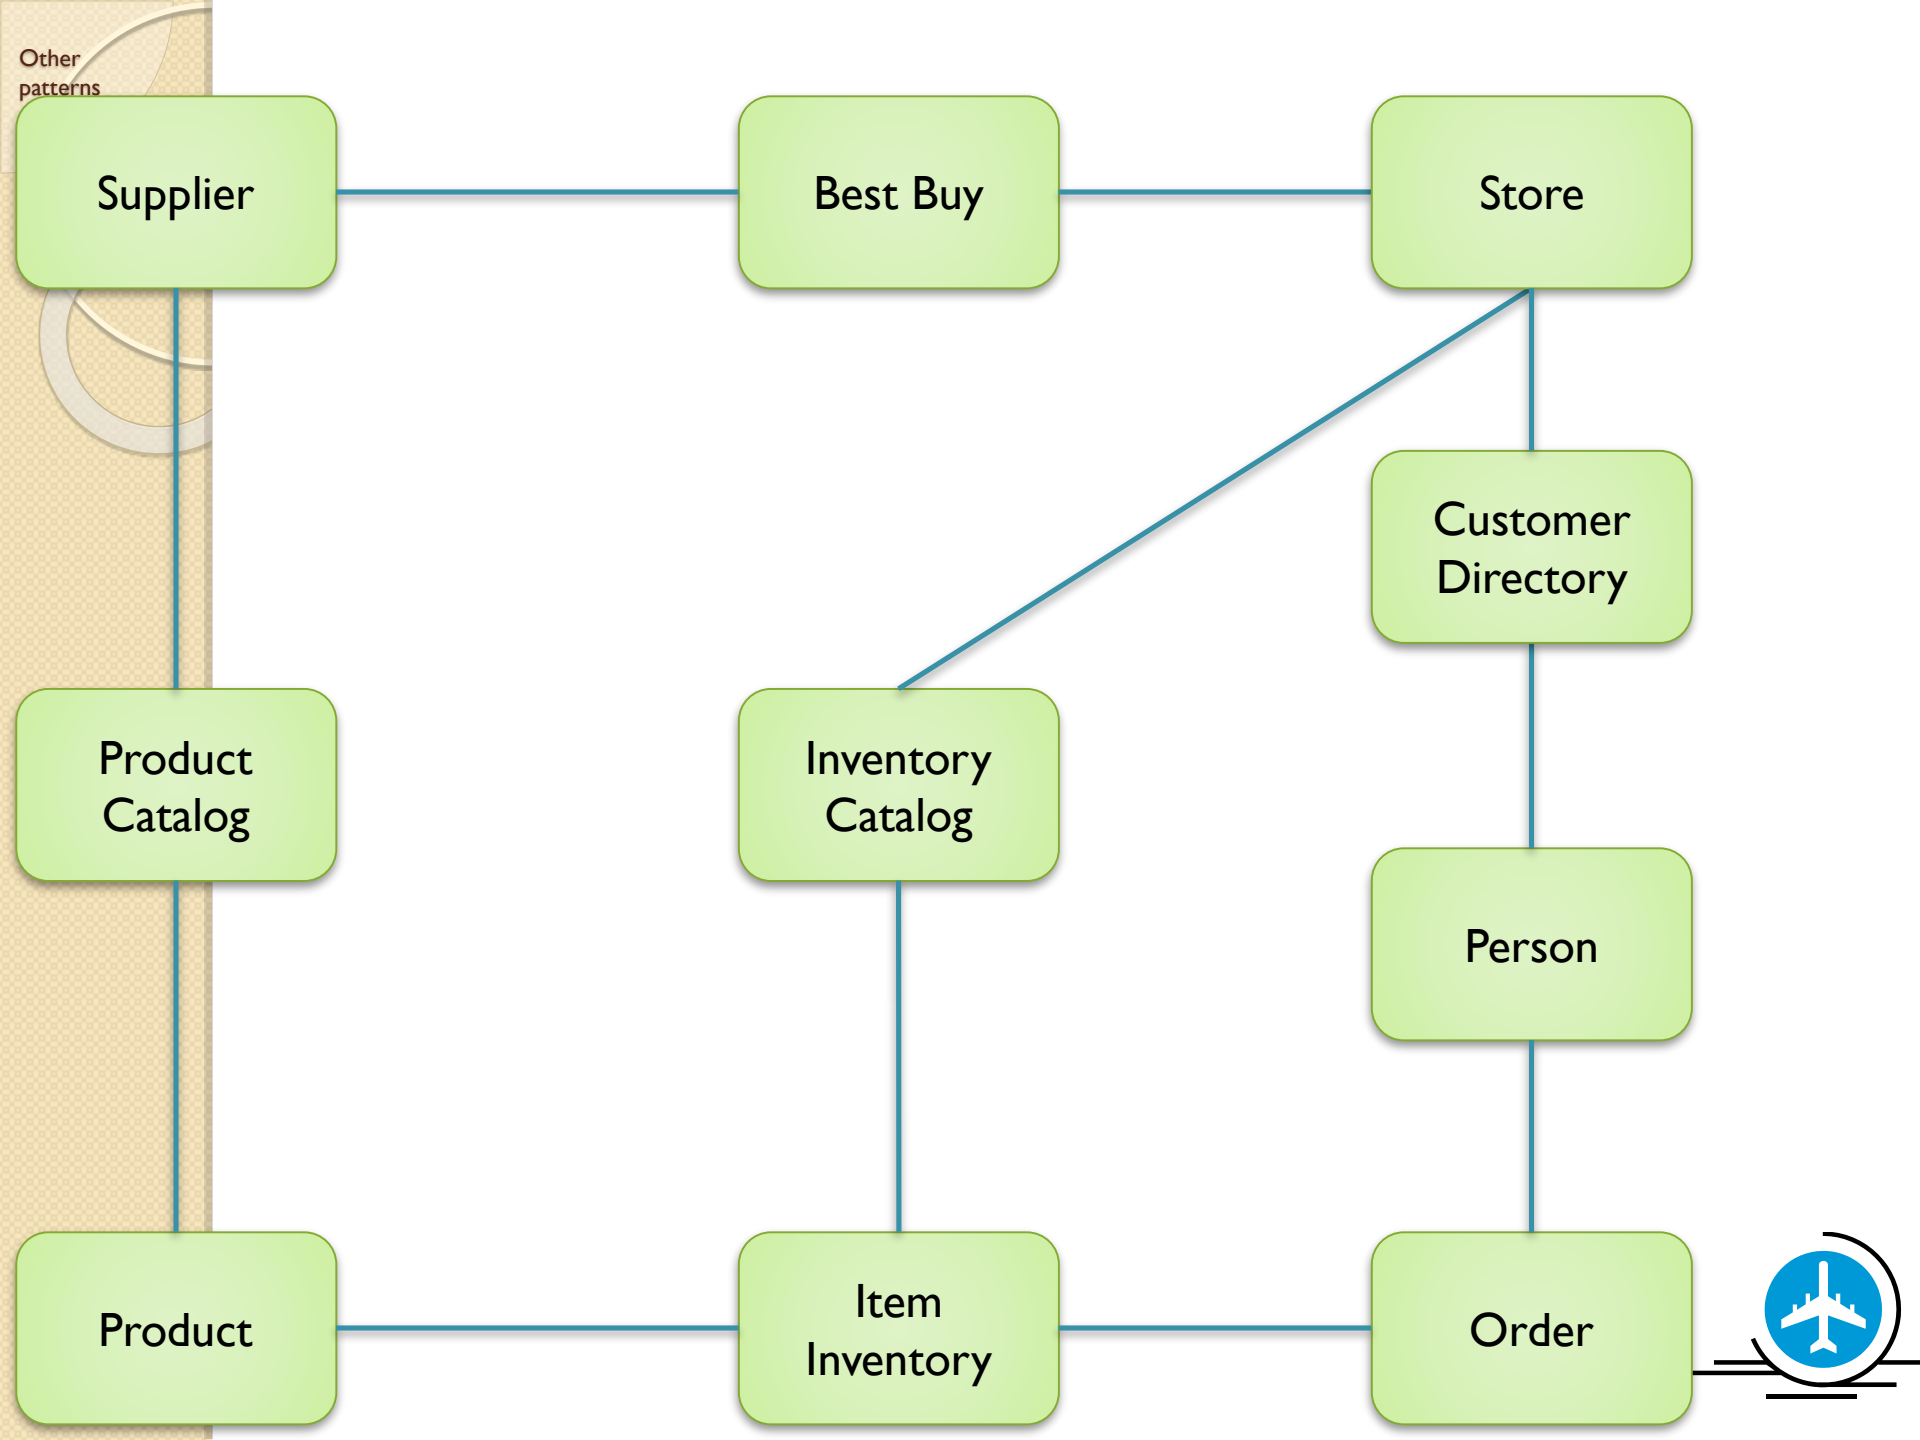 Other
patterns
Supplier
Best Buy
Store
Customer
Directory
Product
Catalog
Inventory
Catalog
Person
Product
Item
Inventory
Order